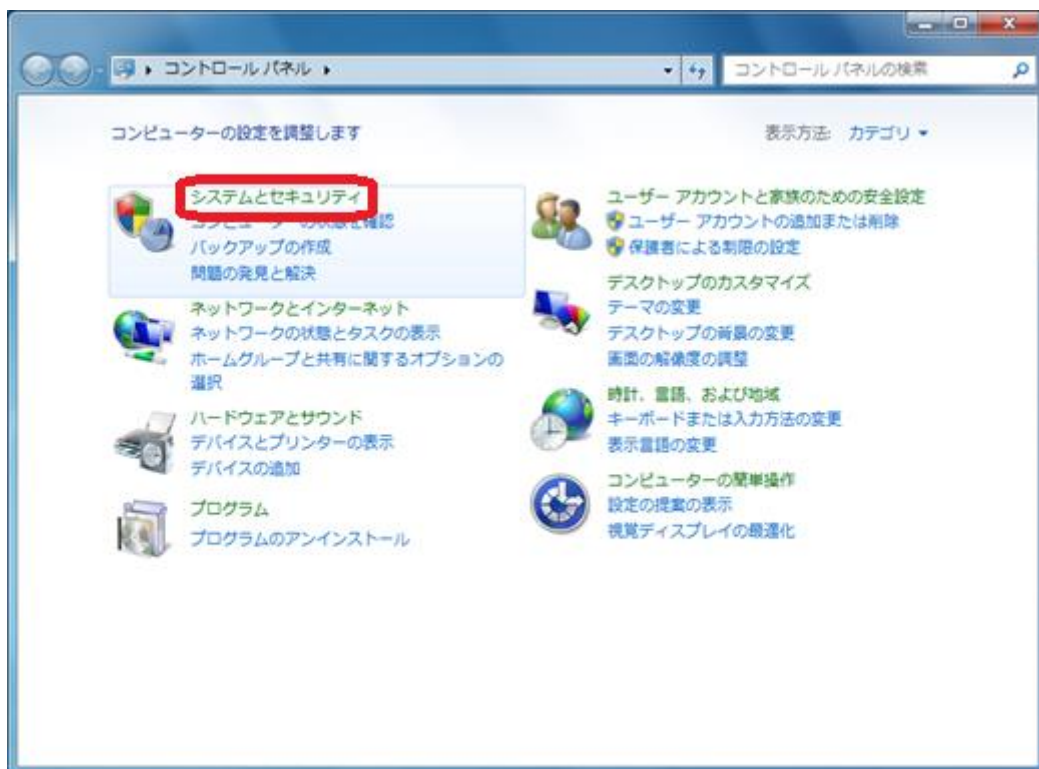 コントロール パネル
コントロール パネルの検索
コンピューターの設定を調整します
表示方法: カテゴリ
システムとセキュリティ
コンピューターの状態を確認
バックアップの作成
問題の発見と解決
ネットワークとインターネット
ネットワークの状態とタスクの表示
ホームグループと共有に関するオプションの
選択
ハードウェアとサウンド
デバイスとプリンターの表示
デバイスの追加
プログラム
プログラムのアンインストール
ユーザー アカウントと家族のための安全設定
ユーザー アカウントの追加または削除
保護者による制限の設定
デスクトップのカスタマイズ
テーマの変更
デスクトップの背景の変更
画面の解像度の調整
時計、言語、および地域
キーボードまたは入力方法の変更
表示言語の変更
コンピューターの簡単操作
設定の提案の表示
視覚ディスプレイの最適化